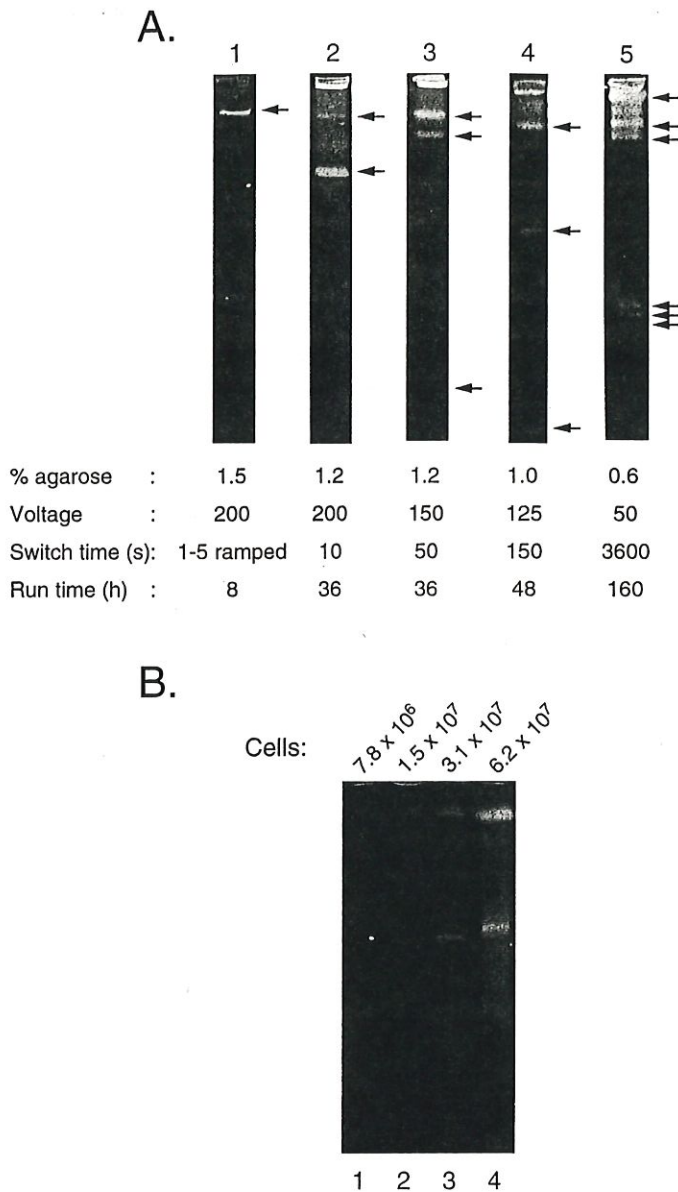 A.
1 2 3 4 5
% agarose : 1.5 1.2 1.2 1.0 0.6
Voltage : 200 200 150 125 50
Switch time (s): 1-5 ramped 10 50 150 3600
Run time (h) : 8 36 36 48 160
B.
Cells: 7.8 x 10⁶ 1.5 x 10⁷ 3.1 x 10⁷ 6.2 x 10⁷
1 2 3 4